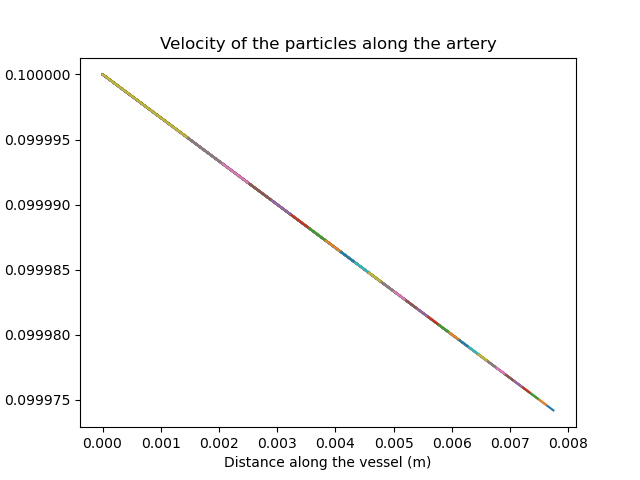 Velocity of the particles along the artery
0.100000
0.099995
0.099990
0.099985
0.099980
0.099975
0.000 0.001 0.002 0.003 0.004 0.005 0.006 0.007 0.008
Distance along the vessel (m)